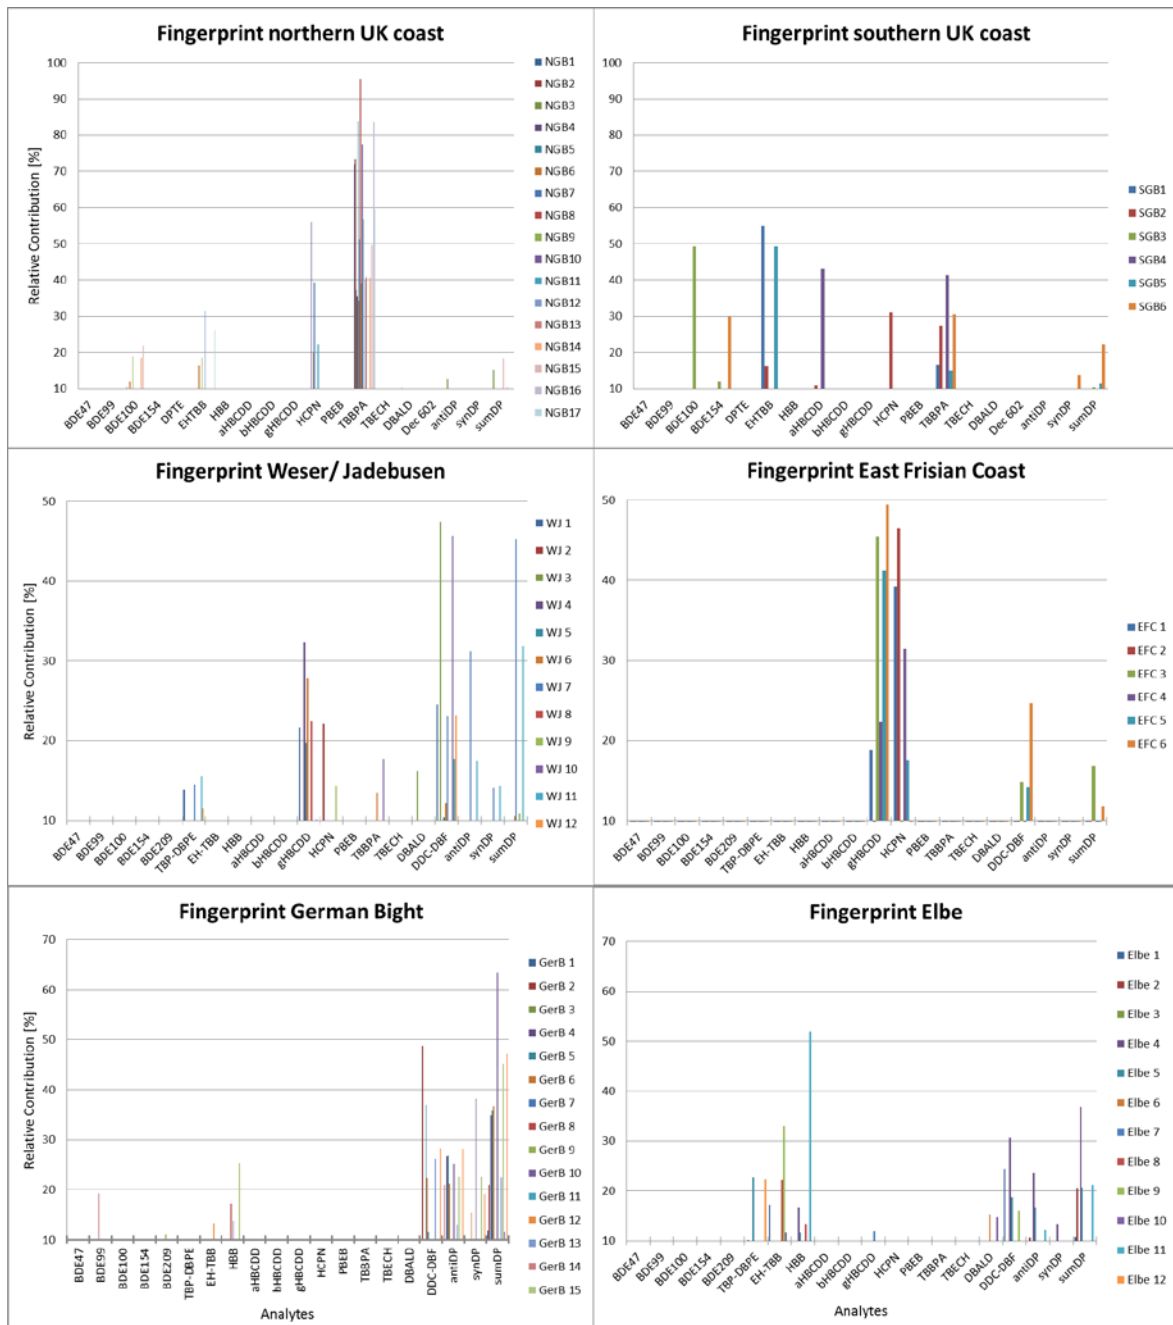 Fingerprint northern UK coast
Relative Contribution [%]
100
90
80
70
60
50
40
30
20
10
BDE47
BDE99
BDE100
BDE154
DPTE
EHTBB
HBB
aHBCDD
bHBCDD
gHBCDD
HCPN
PBEB
TBBPA
TBECH
DBALD
Dec 602
antiDP
synDP
sumDP
NGB1
NGB2
NGB3
NGB4
NGB5
NGB6
NGB7
NGB8
NGB9
NGB10
NGB11
NGB12
NGB13
NGB14
NGB15
NGB16
NGB17
Fingerprint southern UK coast
100
90
80
70
60
50
40
30
20
10
BDE47
BDE99
BDE100
BDE154
DPTE
EHTBB
HBB
aHBCDD
bHBCDD
gHBCDD
HCPN
PBEB
TBBPA
TBECH
DBALD
Dec 602
antiDP
synDP
sumDP
SGB1
SGB2
SGB3
SGB4
SGB5
SGB6
Fingerprint Weser/ Jadebusen
Relative Contribution [%]
50
40
30
20
10
BDE47
BDE99
BDE100
BDE154
BDE209
TBP-DBPE
EH-TBB
HBB
aHBCDD
bHBCDD
gHBCDD
HCPN
PBEB
TBBPA
TBECH
DBALD
DDC-DBF
antiDP
synDP
sumDP
WJ 1
WJ 2
WJ 3
WJ 4
WJ 5
WJ 6
WJ 7
WJ 8
WJ 9
WJ 10
WJ 11
WJ 12
Fingerprint East Frisian Coast
50
40
30
20
10
BDE47
BDE99
BDE100
BDE154
BDE209
TBP-DBPE
EH-TBB
HBB
aHBCDD
bHBCDD
gHBCDD
HCPN
PBEB
TBBPA
TBECH
DBALD
DDC-DBF
antiDP
synDP
sumDP
EFC 1
EFC 2
EFC 3
EFC 4
EFC 5
EFC 6
Fingerprint German Bight
Relative Contribution [%]
70
60
50
40
30
20
10
BDE47
BDE99
BDE100
BDE154
BDE209
TBP-DBPE
EH-TBB
HBB
aHBCDD
bHBCDD
gHBCDD
HCPN
PBEB
TBBPA
TBECH
DBALD
DDC-DBF
antiDP
synDP
sumDP
Analytes
GerB 1
GerB 2
GerB 3
GerB 4
GerB 5
GerB 6
GerB 7
GerB 8
GerB 9
GerB 10
GerB 11
GerB 12
GerB 13
GerB 14
GerB 15
Fingerprint Elbe
70
60
50
40
30
20
10
BDE47
BDE99
BDE100
BDE154
BDE209
TBP-DBPE
EH-TBB
HBB
aHBCDD
bHBCDD
gHBCDD
HCPN
PBEB
TBBPA
TBECH
DBALD
DDC-DBF
antiDP
synDP
sumDP
Analytes
Elbe 1
Elbe 2
Elbe 3
Elbe 4
Elbe 5
Elbe 6
Elbe 7
Elbe 8
Elbe 9
Elbe 10
Elbe 11
Elbe 12